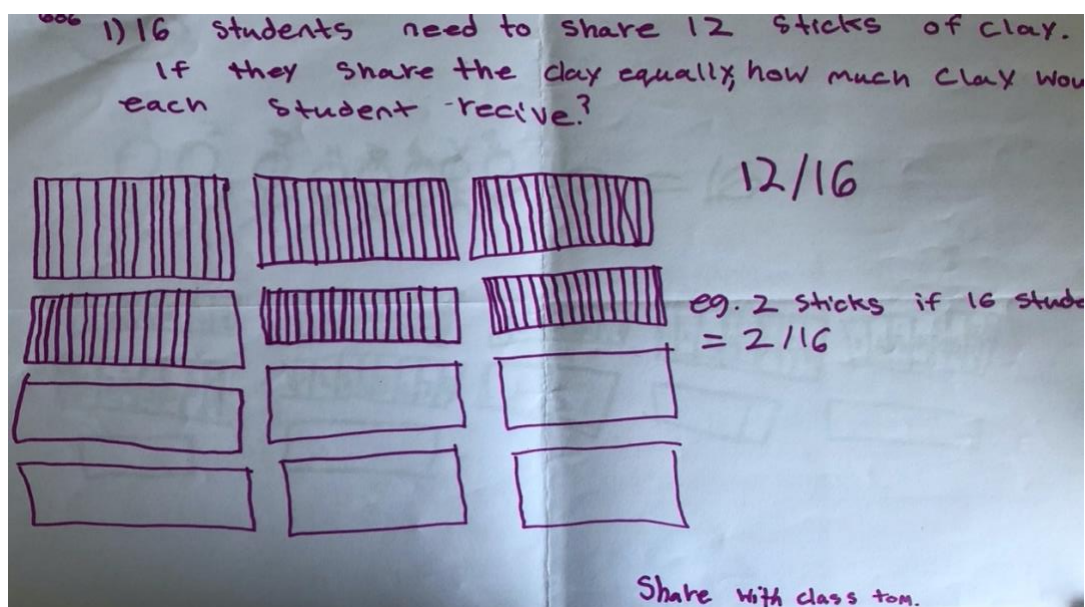 1) 16 students need to share 12 sticks of clay.
If they share the clay equally, how much clay wou
each student recive?
12/16
eg. 2 sticks if 16 stude
= 2/16
Share with class tom.